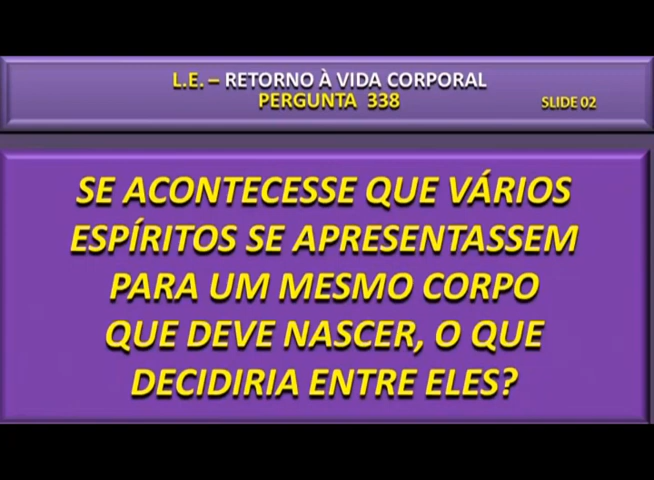 L.E. – RETORNO À VIDA CORPORAL
PERGUNTA 338
SLIDE 02
SE ACONTECESSE QUE VÁRIOS
ESPÍRITOS SE APRESENTASSEM
PARA UM MESMO CORPO
QUE DEVE NASCER, O QUE
DECIDIRIA ENTRE ELES?